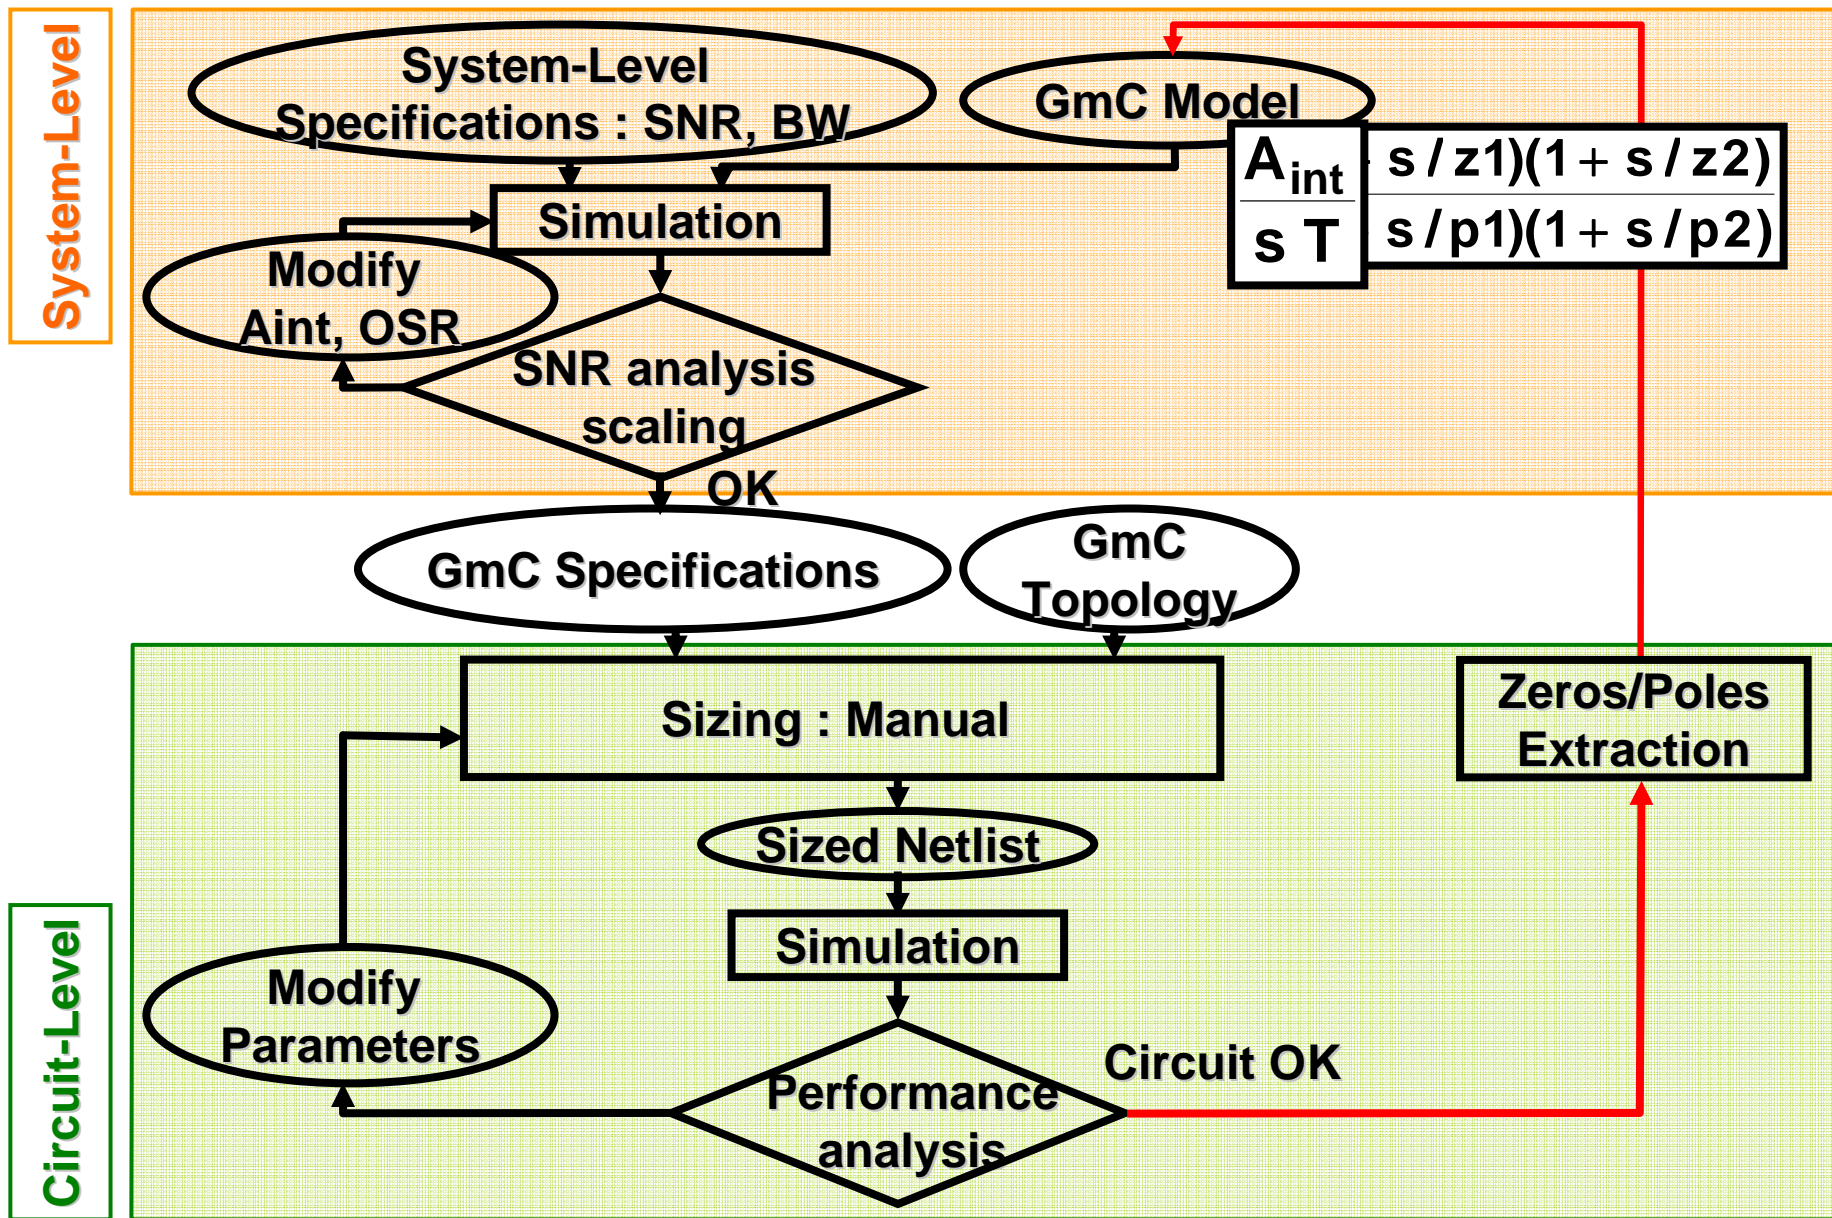 System-Level
System-Level
Specifications : SNR, BW
GmC Model
A int
s T
s / z1)(1 + s / z2)
s / p1)(1 + s / p2)
Simulation
Modify
Aint, OSR
SNR analysis
scaling
OK
GmC Specifications
GmC
Topology
Circuit-Level
Sizing : Manual
Zeros/Poles
Extraction
Sized Netlist
Simulation
Modify
Parameters
Performance
analysis
Circuit OK